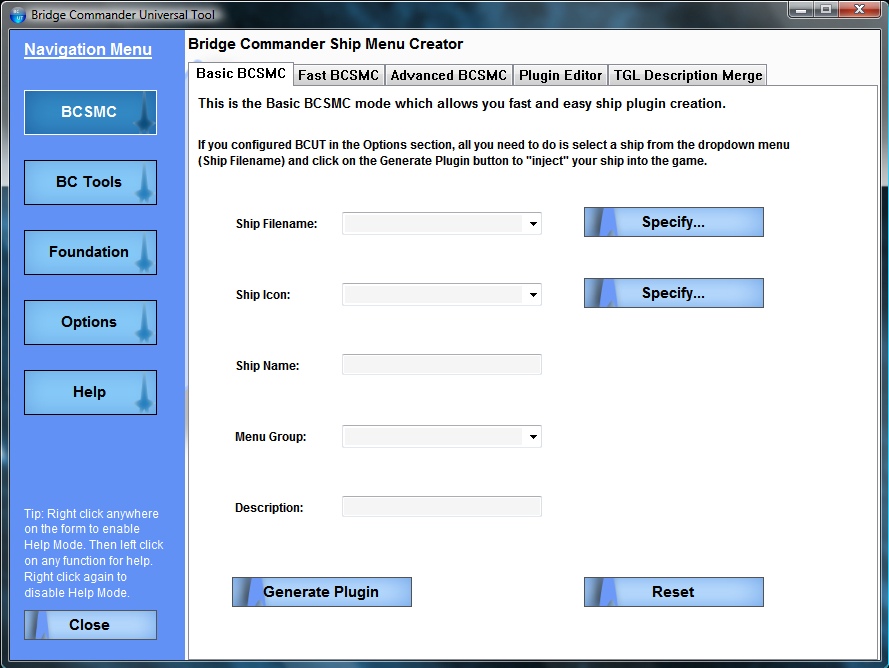 Bridge Commander Universal Tool
Navigation Menu
BCSMC
BC Tools
Foundation
Options
Help
Tip: Right click anywhere
on the form to enable
Help Mode. Then left click
on any function for help.
Right click again to
disable Help Mode.
Close
Bridge Commander Ship Menu Creator
Basic BCSMC Fast BCSMC Advanced BCSMC Plugin Editor TGL Description Merge
This is the Basic BCSMC mode which allows you fast and easy ship plugin creation.
If you configured BCUT in the Options section, all you need to do is select a ship from the dropdown menu
(Ship Filename) and click on the Generate Plugin button to "inject" your ship into the game.
Ship Filename: Specify...
Ship Icon: Specify...
Ship Name:
Menu Group:
Description:
Generate Plugin Reset